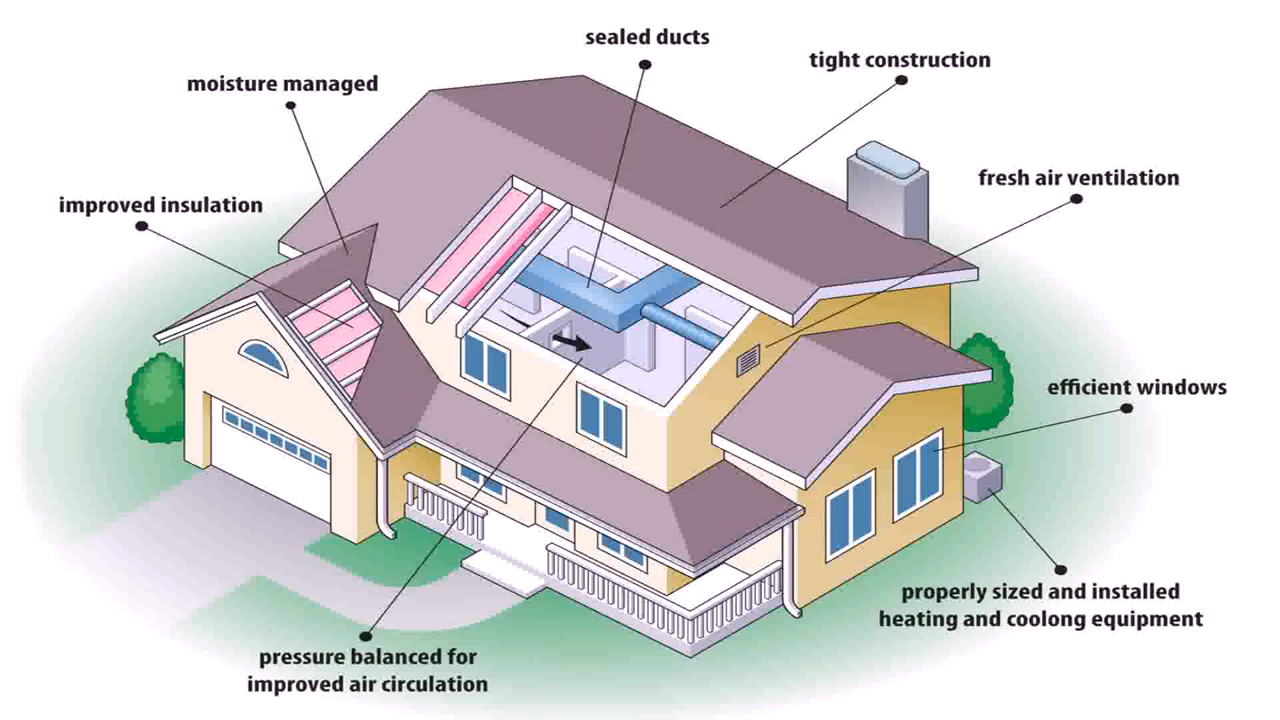 sealed ducts
tight construction
moisture managed
fresh air ventilation
improved insulation
efficient windows
properly sized and installed
heating and coolong equipment
pressure balanced for
improved air circulation